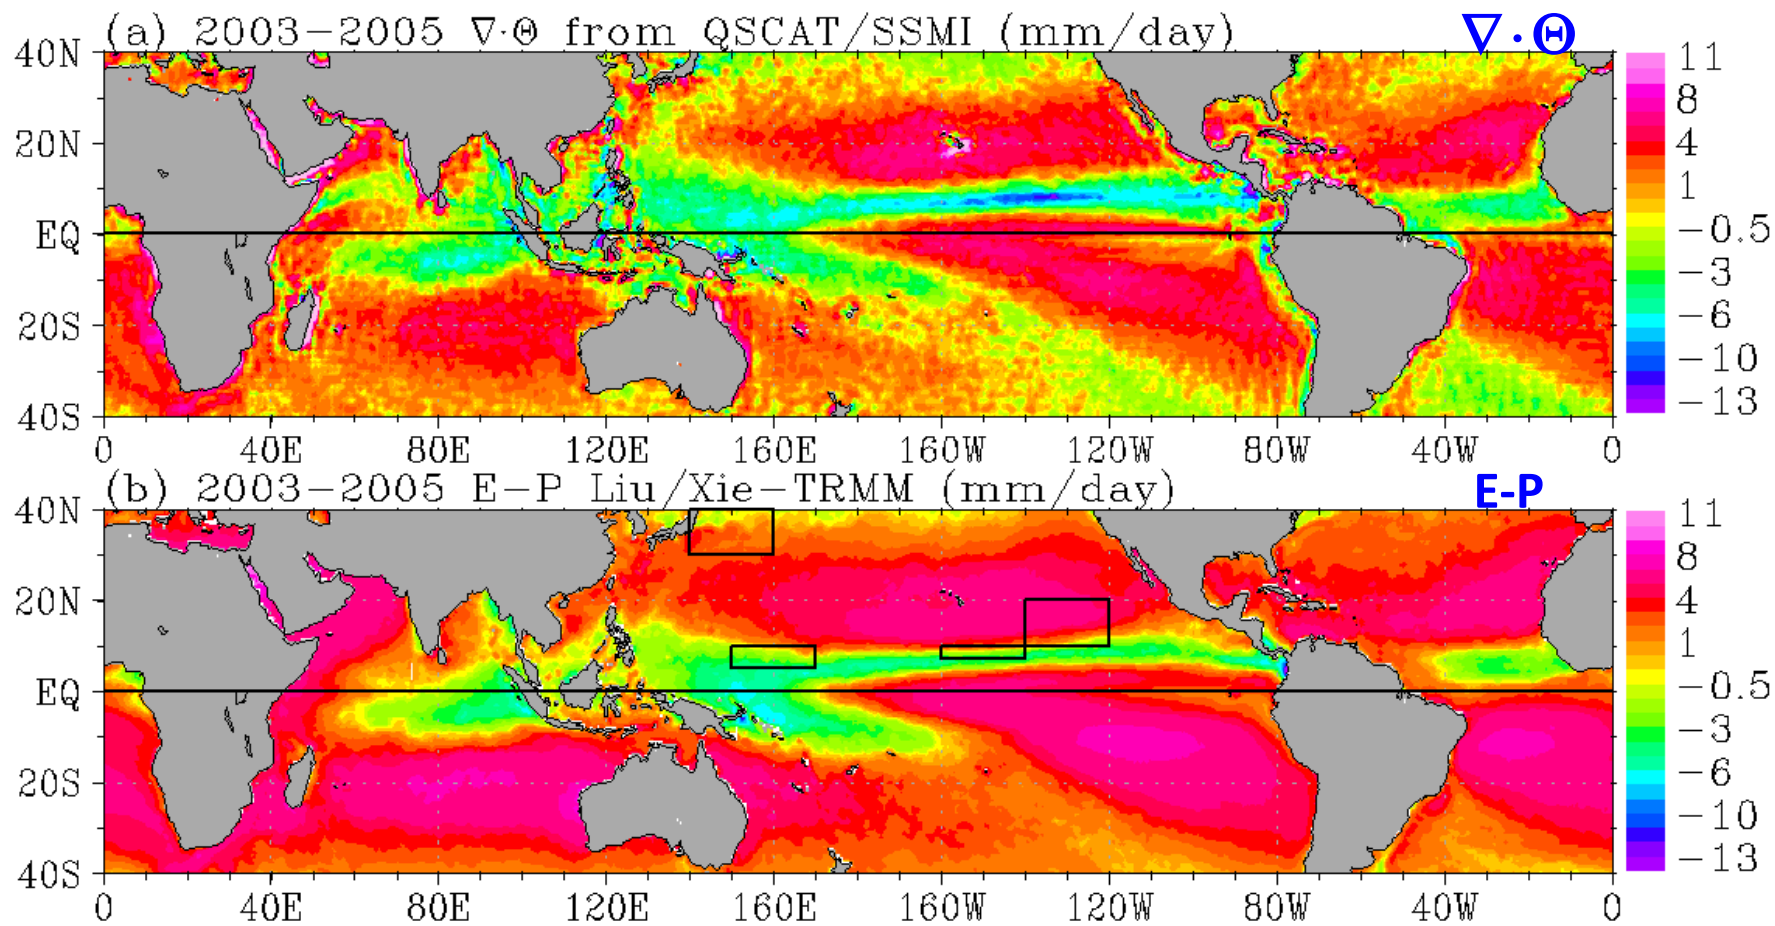 (a) 2003−2005 ∇·Θ from QSCAT/SSMI (mm/day)
∇·Θ
40N
20N
EQ
20S
40S
0 40E 80E 120E 160E 160W 120W 80W 40W 0
11
8
4
1
−0.5
−3
−6
−10
−13
(b) 2003−2005 E−P Liu/Xie−TRMM (mm/day)
E-P
40N
20N
EQ
20S
40S
0 40E 80E 120E 160E 160W 120W 80W 40W 0
11
8
4
1
−0.5
−3
−6
−10
−13